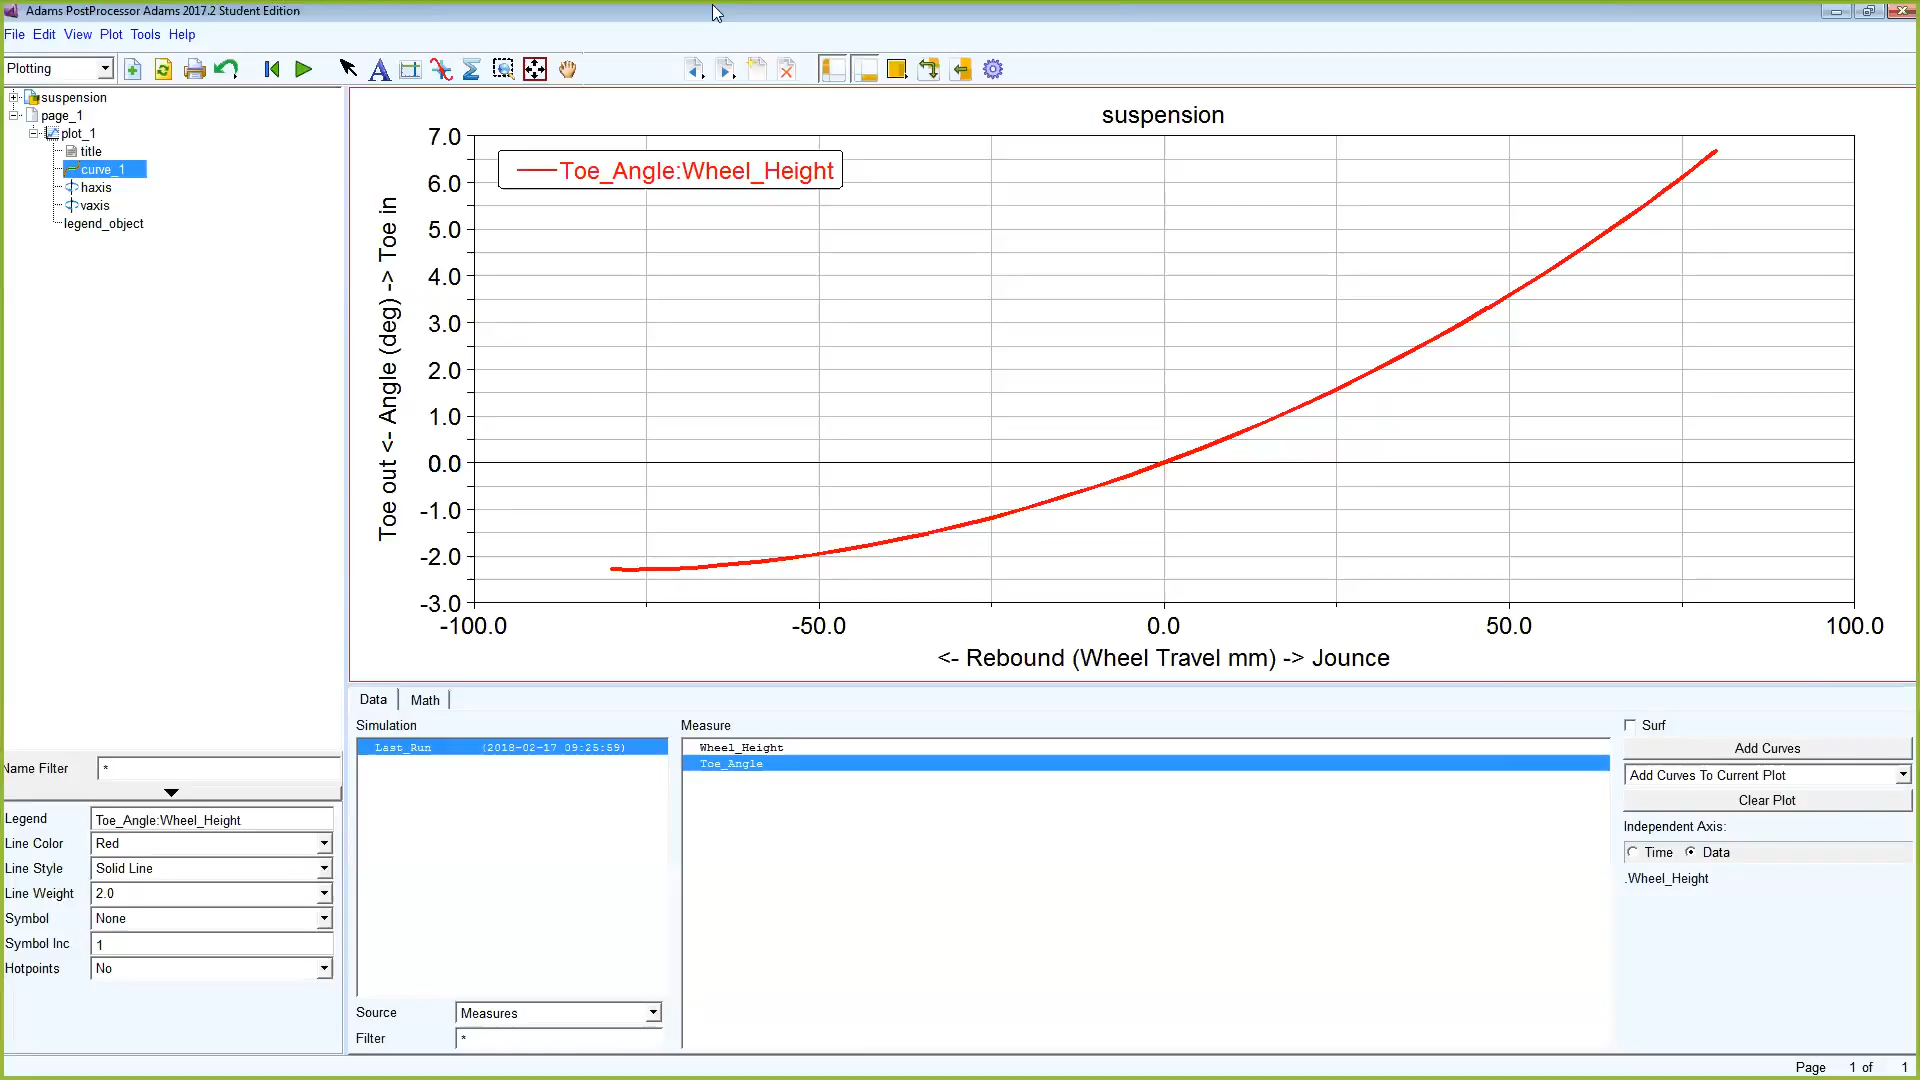 Adams PostProcessor Adams 2017.2 Student Edition
File Edit View Plot Tools Help
Plotting
suspension
page_1
plot_1
title
curve_1
haxis
vaxis
legend_object
suspension
Toe_Angle:Wheel_Height
Toe out <- Angle (deg) -> Toe in
7.0
6.0
5.0
4.0
3.0
2.0
1.0
0.0
-1.0
-2.0
-3.0
-100.0 -50.0 0.0 50.0 100.0
<- Rebound (Wheel Travel mm) -> Jounce
Name Filter *
Legend Toe_Angle:Wheel_Height
Line Color Red
Line Style Solid Line
Line Weight 2.0
Symbol None
Symbol Inc 1
Hotpoints No
Data Math
Simulation
Last_Run (2018-02-17 09:25:59)
Source Measures
Filter *
Measure
Wheel_Height
Toe_Angle
Surf
Add Curves
Add Curves To Current Plot
Clear Plot
Independent Axis:
Time Data
.Wheel_Height
Page 1 of 1